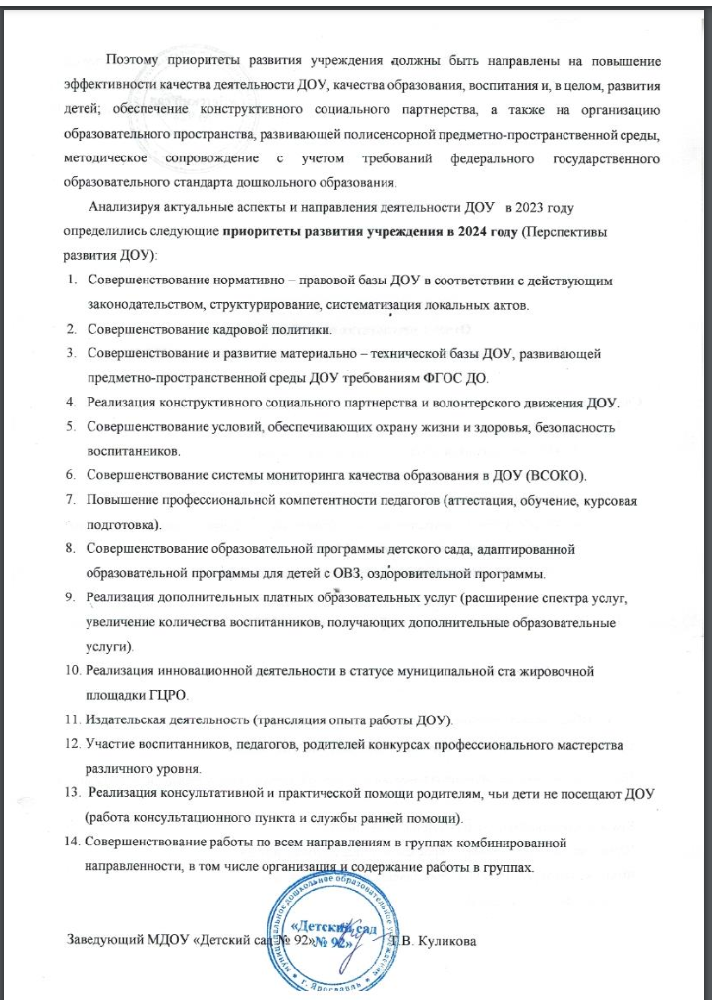 Поэтому приоритеты развития учреждения должны быть направлены на повышение
эффективности качества деятельности ДОУ, качества образования, воспитания и, в целом, развития
детей; обеспечение конструктивного социального партнерства, а также на организацию
образовательного пространства, развивающей полисенсорной предметно-пространственной среды,
методическое сопровождение с учетом требований федерального государственного
образовательного стандарта дошкольного образования.
Анализируя актуальные аспекты и направления деятельности ДОУ в 2023 году
определились следующие приоритеты развития учреждения в 2024 году (Перспективы
развития ДОУ):
1. Совершенствование нормативно – правовой базы ДОУ в соответствии с действующим
законодательством, структурирование, систематизация локальных актов.
2. Совершенствование кадровой политики.
3. Совершенствование и развитие материально – технической базы ДОУ, развивающей
предметно-пространственной среды ДОУ требованиям ФГОС ДО.
4. Реализация конструктивного социального партнерства и волонтерского движения ДОУ.
5. Совершенствование условий, обеспечивающих охрану жизни и здоровья, безопасность
воспитанников.
6. Совершенствование системы мониторинга качества образования в ДОУ (ВСОКО).
7. Повышение профессиональной компетентности педагогов (аттестация, обучение, курсовая
подготовка).
8. Совершенствование образовательной программы детского сада, адаптированной
образовательной программы для детей с ОВЗ, оздоровительной программы.
9. Реализация дополнительных платных образовательных услуг (расширение спектра услуг,
увеличение количества воспитанников, получающих дополнительные образовательные
услуги).
10. Реализация инновационной деятельности в статусе муниципальной ста жировочной
площадки ГЦРО.
11. Издательская деятельность (трансляция опыта работы ДОУ).
12. Участие воспитанников, педагогов, родителей конкурсах профессионального мастерства
различного уровня.
13. Реализация консультативной и практической помощи родителям, чьи дети не посещают ДОУ
(работа консультационного пункта и службы ранней помощи).
14. Совершенствование работы по всем направлениям в группах комбинированной
направленности, в том числе организация и содержание работы в группах.
муниципальное дошкольное образовательное учреждение
«Детский сад
№ 92»
г. Ярославль
Заведующий МДОУ «Детский сад № 92» Т.В. Куликова